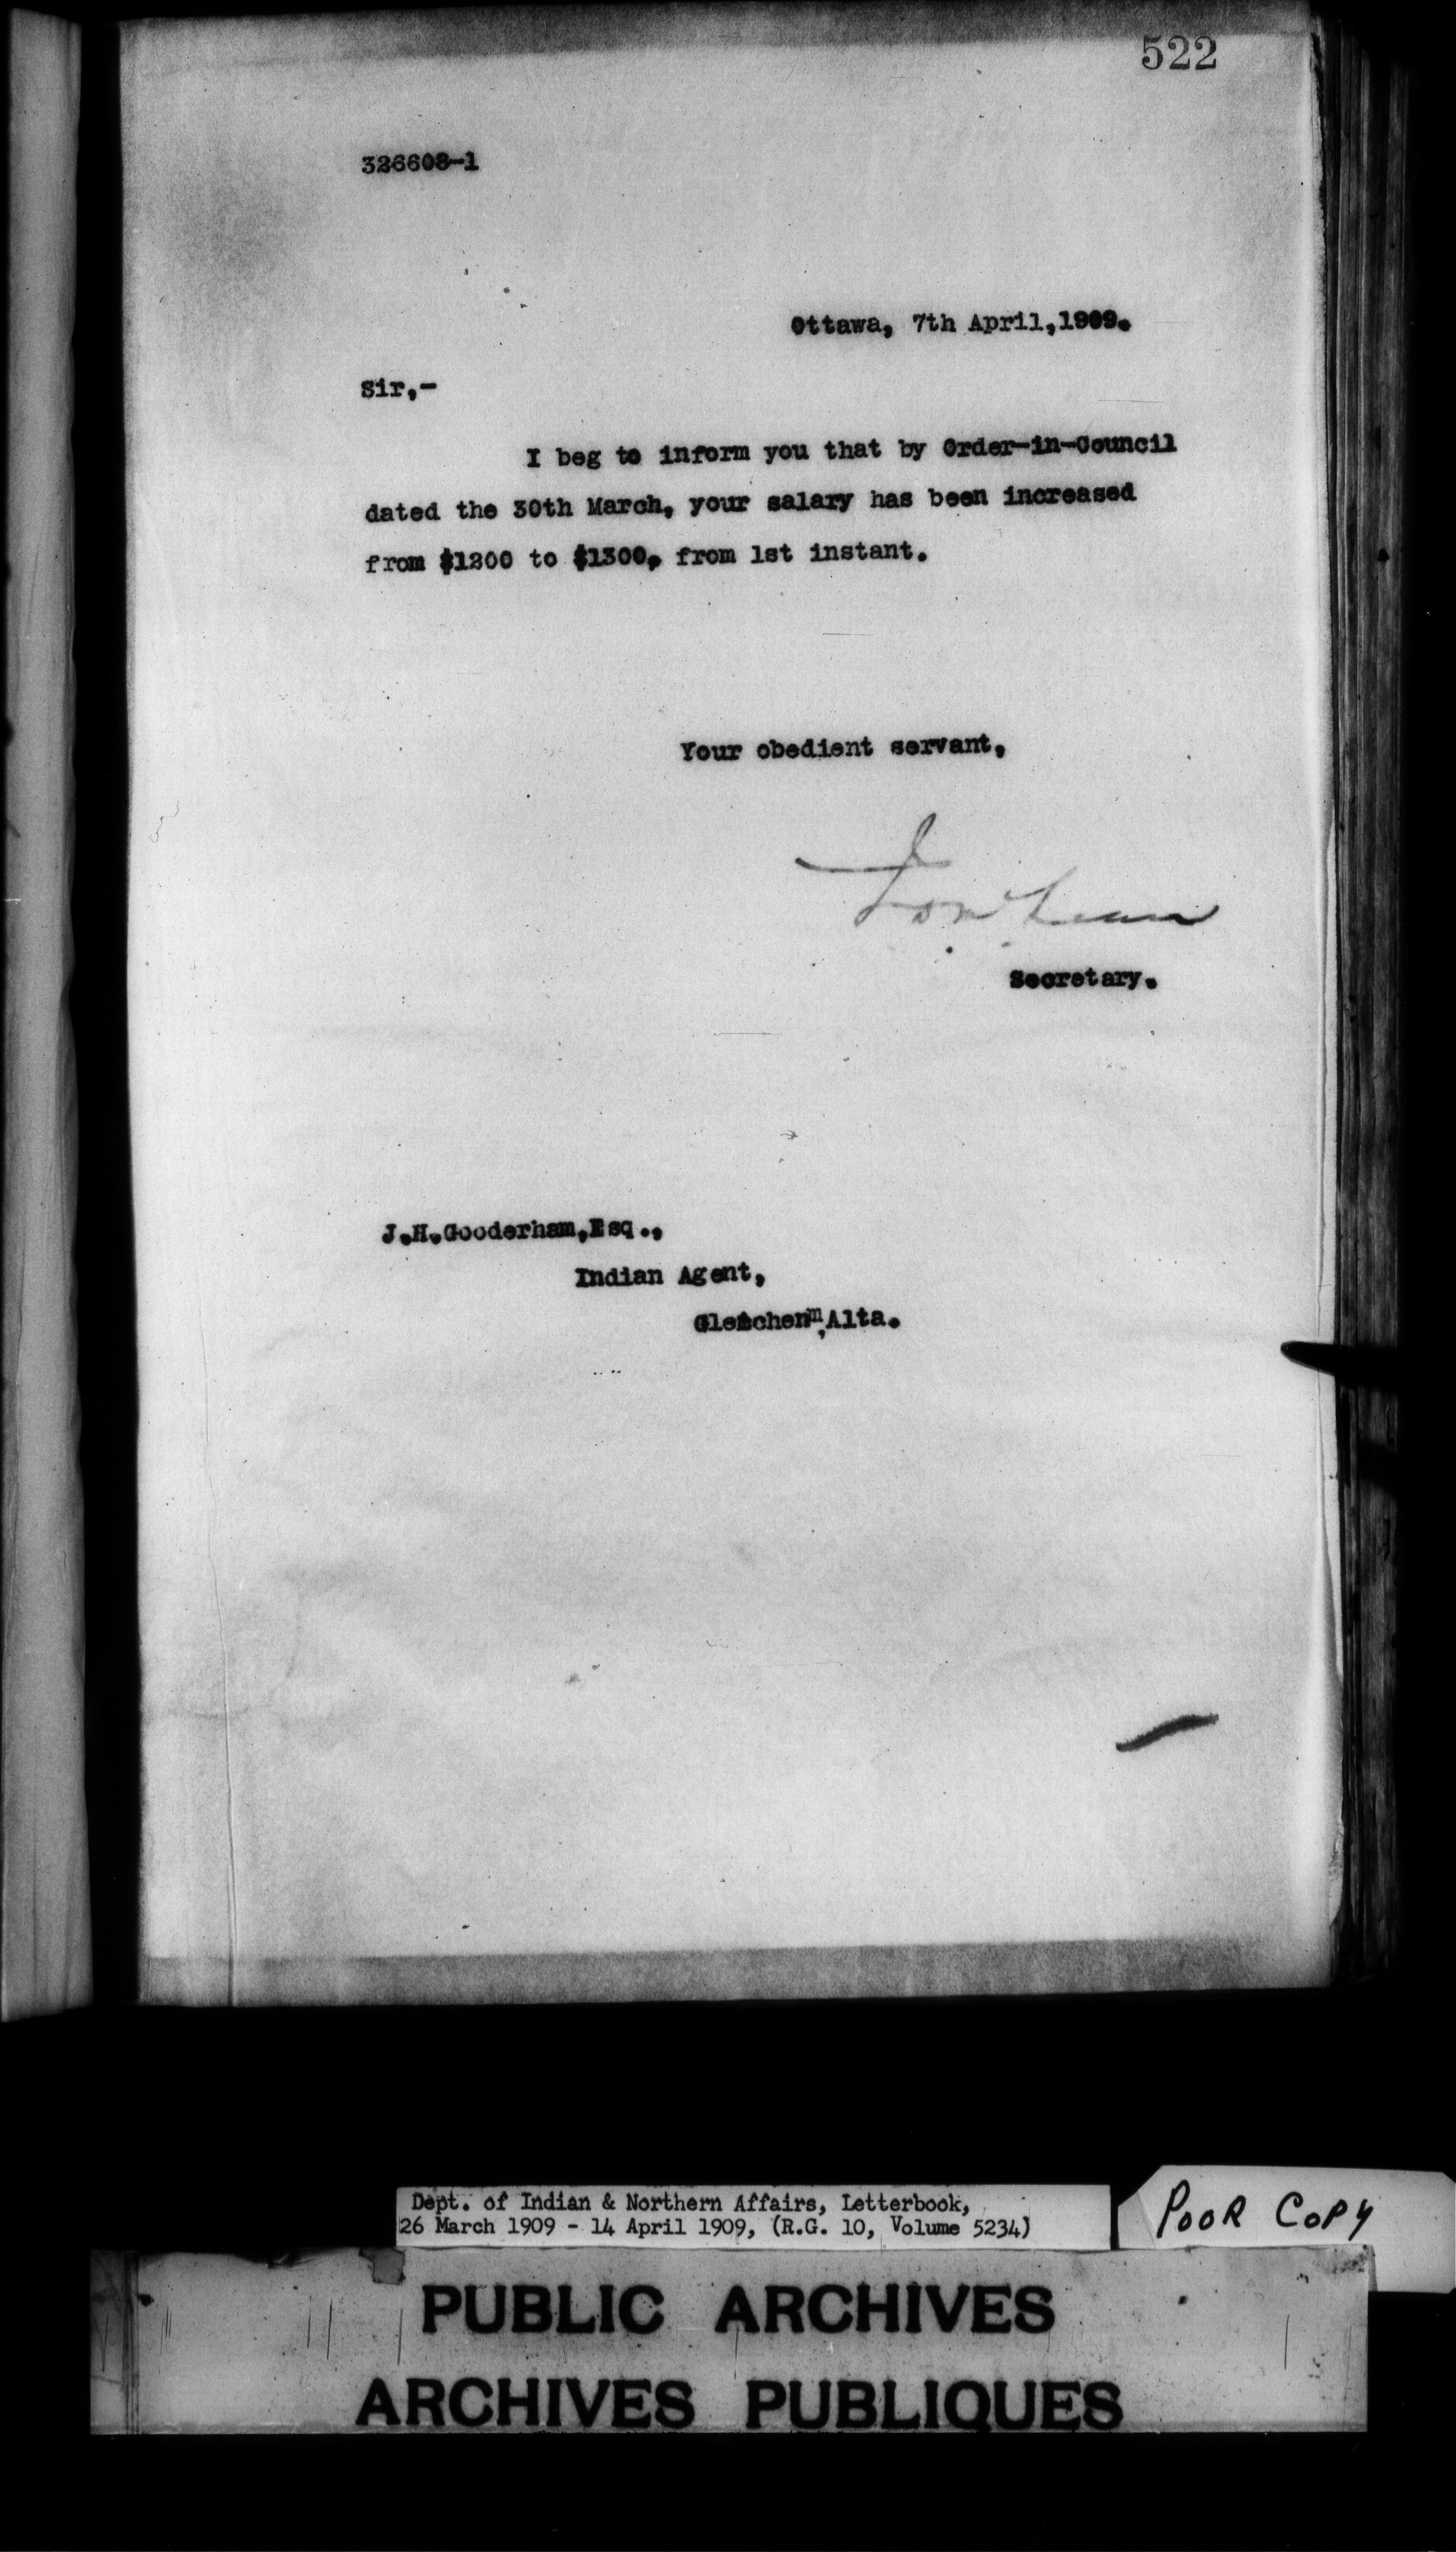 522
326608-1
Ottawa, 7th April,1909.
Sir,-
I beg to inform you that by Order-in-Council
dated the 30th March, your salary has been increased
from $1200 to $1300, from 1st instant.
Your obedient servant,
Secretary.
J.H.Gooderham,Esq.,
Indian Agent,
Alta.
Dept. of Indian & Northern Affairs, Letterbook,
26 March 1909 - 14 April 1909, (R.G. 10, Volume 5234)
POOR COPY
PUBLIC ARCHIVES
ARCHIVES PUBLIQUES